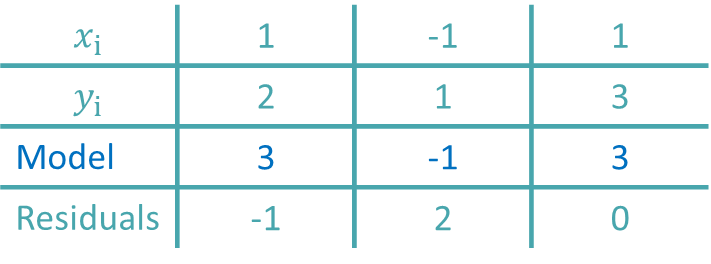 xᵢ 1 -1 1
yᵢ 2 1 3
Model 3 -1 3
Residuals -1 2 0